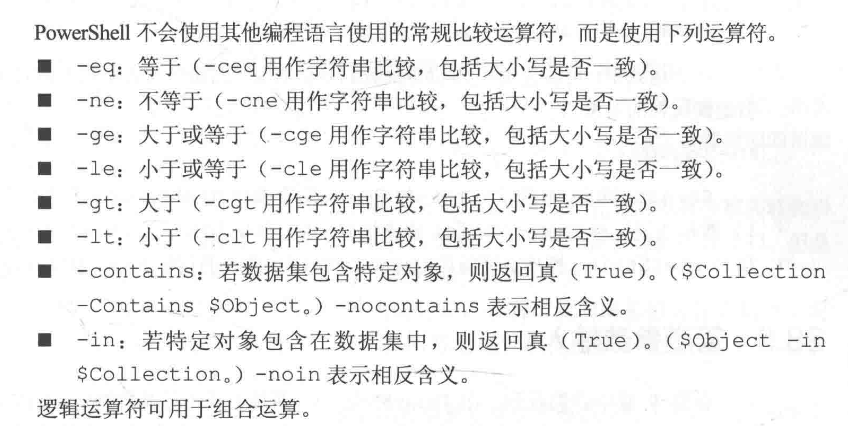 PowerShell 不会使用其他编程语言使用的常规比较运算符，而是使用下列运算符。
■ -eq：等于（-ceq 用作字符串比较，包括大小写是否一致）。
■ -ne：不等于（-cne 用作字符串比较，包括大小写是否一致）。
■ -ge：大于或等于（-cge 用作字符串比较，包括大小写是否一致）。
■ -le：小于或等于（-cle 用作字符串比较，包括大小写是否一致）。
■ -gt：大于（-cgt 用作字符串比较，包括大小写是否一致）。
■ -lt：小于（-clt 用作字符串比较，包括大小写是否一致）。
■ -contains：若数据集包含特定对象，则返回真（True）。（$Collection
-Contains $Object。）-nocontains 表示相反含义。
■ -in：若特定对象包含在数据集中，则返回真（True）。（$Object –in
$Collection。）-noin 表示相反含义。
逻辑运算符可用于组合运算。